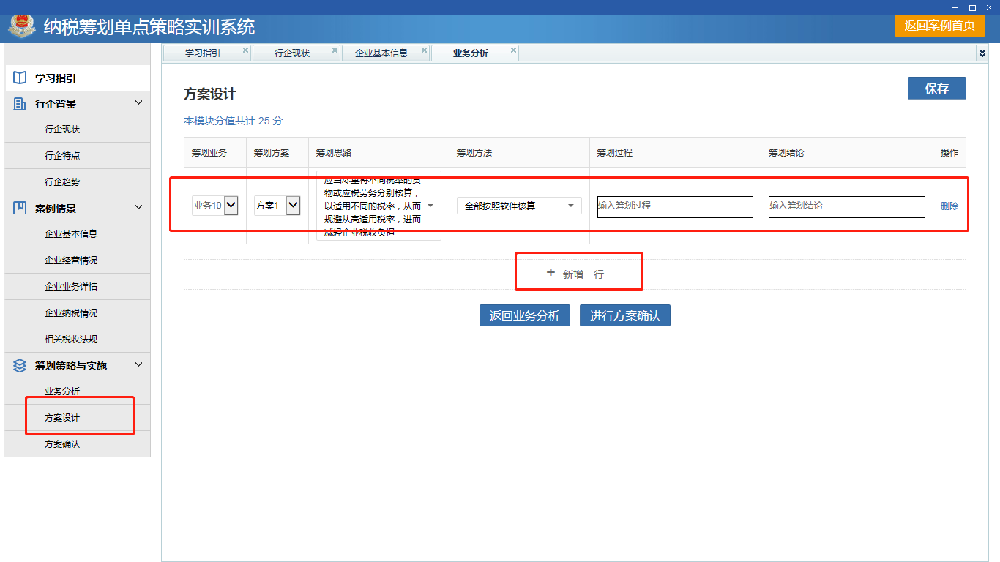 纳税筹划单点策略实训系统
返回案例首页
学习指引
行企背景
行企现状
行企特点
行企趋势
案例情景
企业基本信息
企业经营情况
企业业务详情
企业纳税情况
相关税收法规
筹划策略与实施
业务分析
方案设计
方案确认
学习指引 行企现状 企业基本信息 业务分析
方案设计
保存
本模块分值共计 25 分
筹划业务 筹划方案 筹划思路 筹划方法 筹划过程 筹划结论 操作
业务10 方案1
应当尽量将不同税率的货
物或应税劳务分别核算，
以适用不同的税率，从而
规避从高适用税率，进而
减轻企业税收负担
全部按照软件核算 输入筹划过程 输入筹划结论 删除
+ 新增一行
返回业务分析 进行方案确认